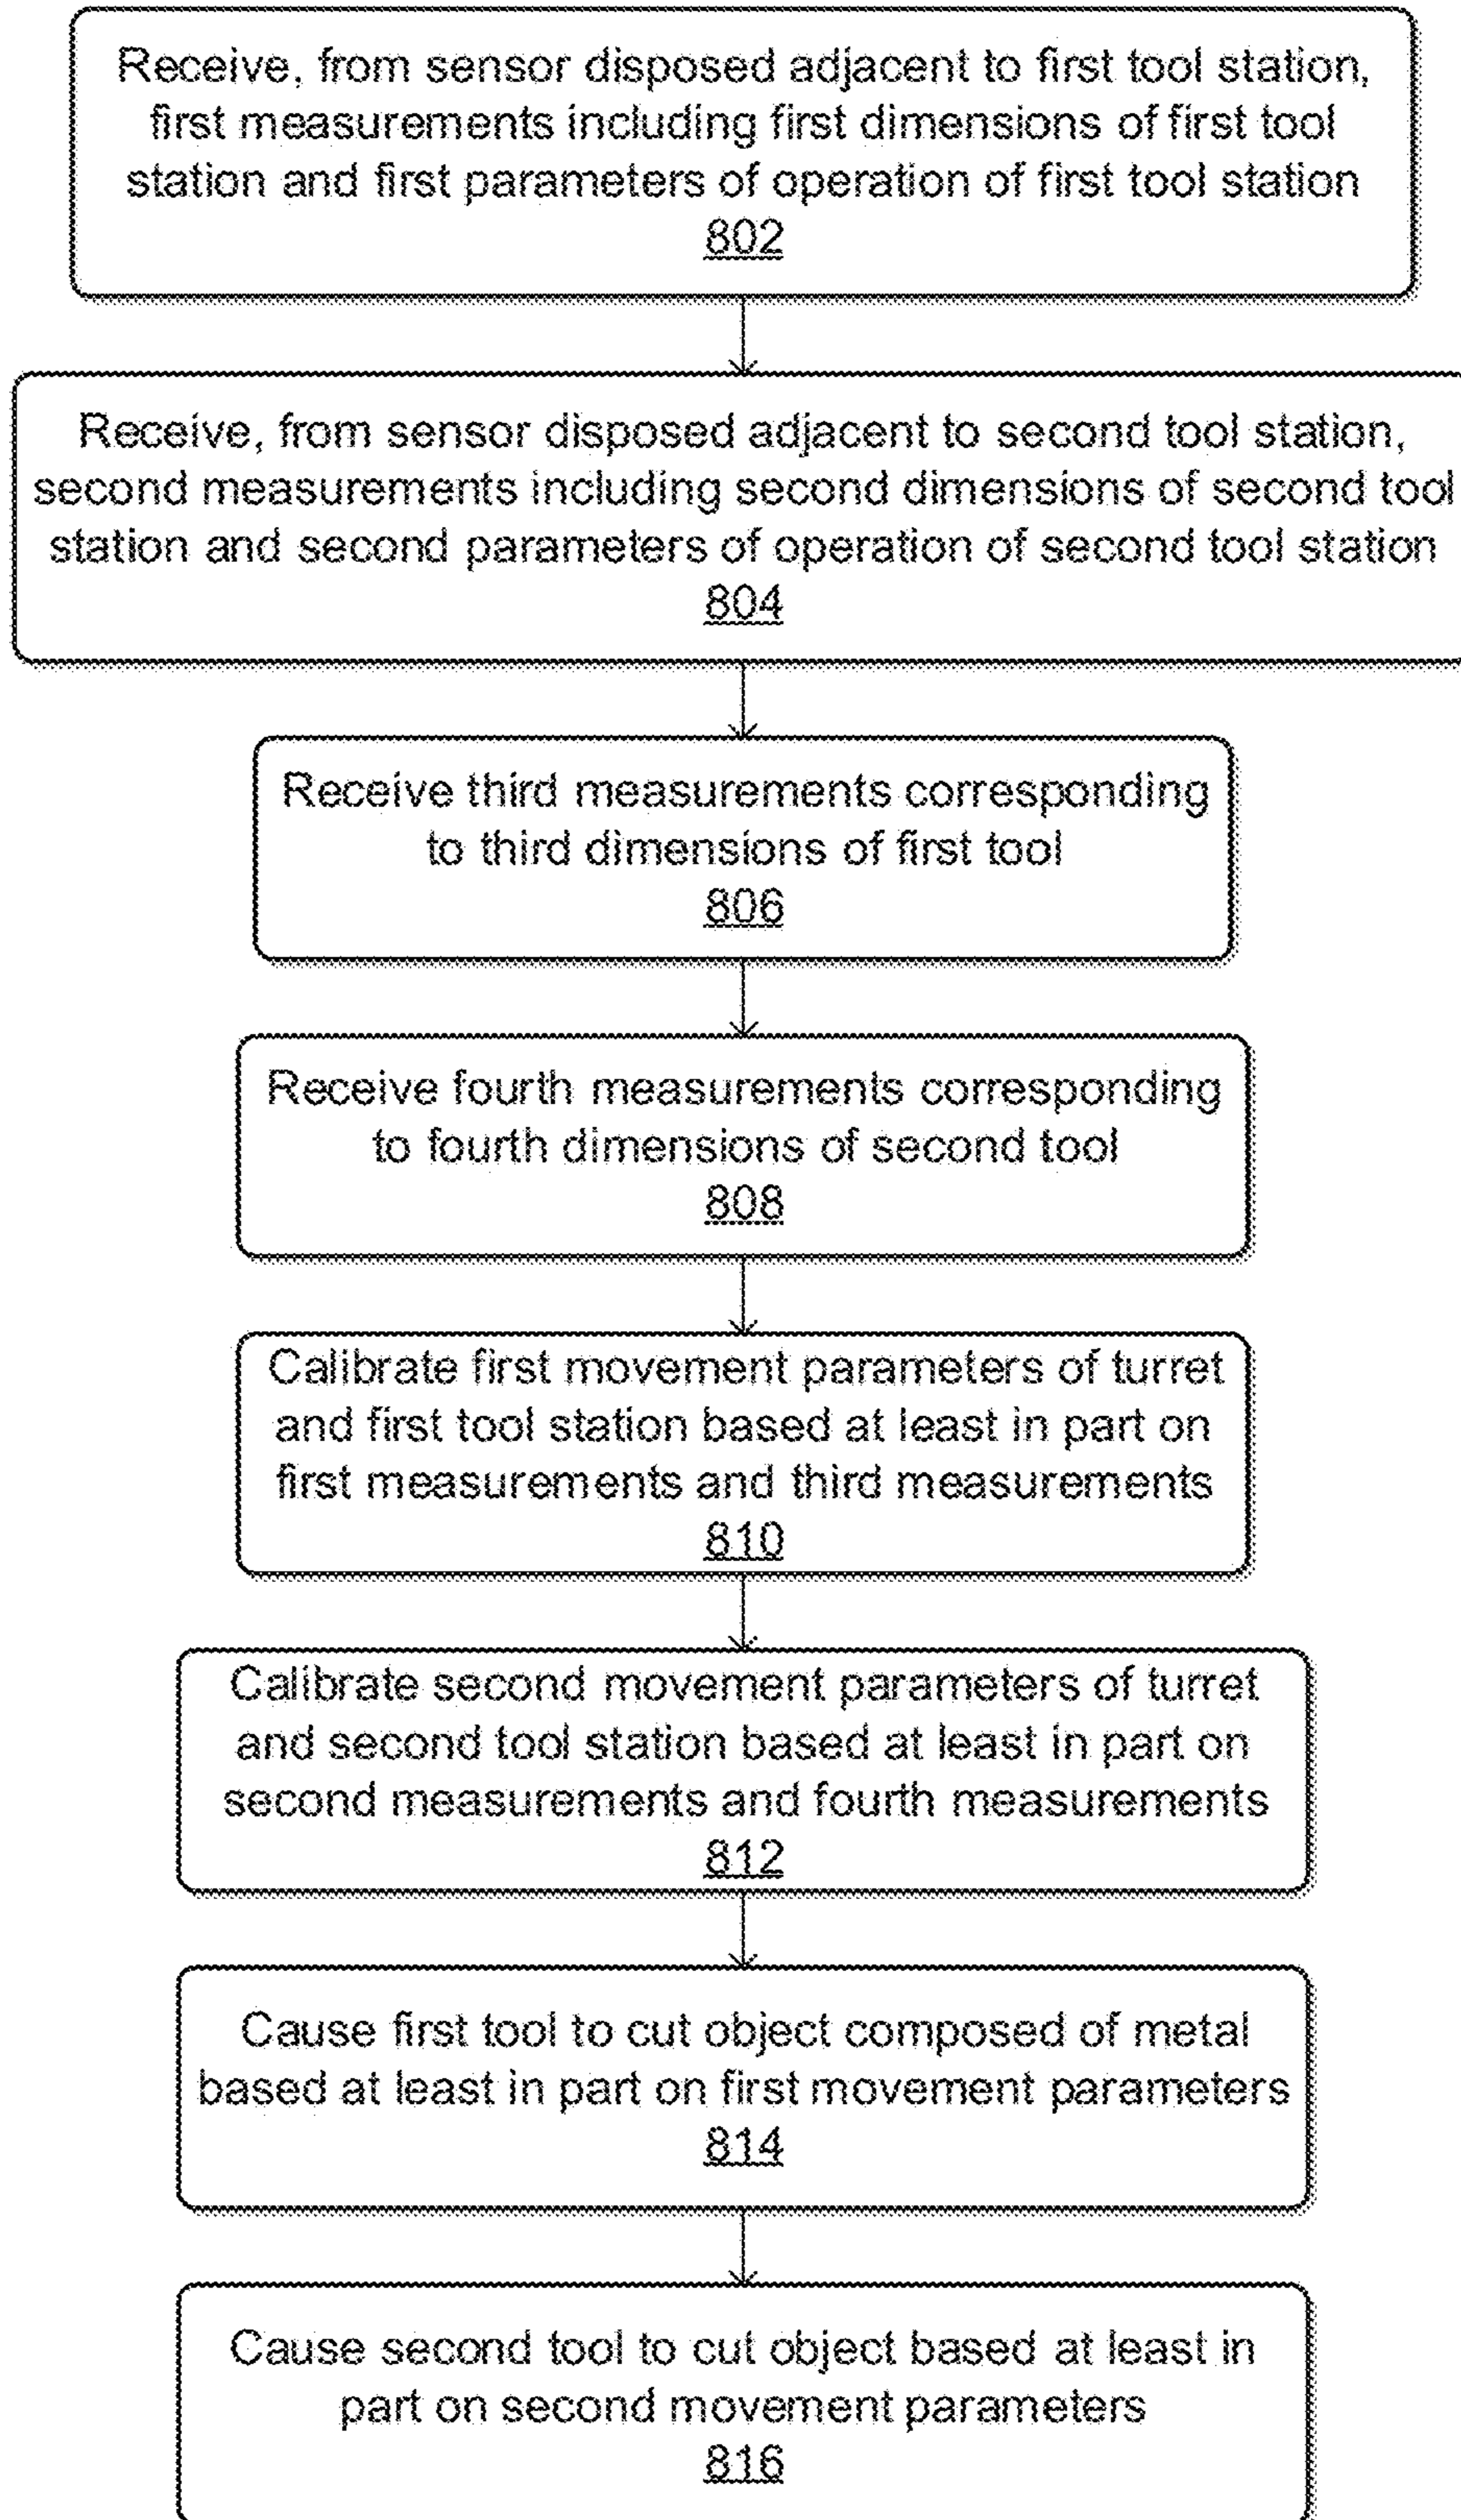 Receive, from sensor disposed adjacent to first tool station,
first measurements including first dimensions of first tool
station and first parameters of operation of first tool station
802
Receive, from sensor disposed adjacent to second tool station,
second measurements including second dimensions of second tool
station and second parameters of operation of second tool station
804
Receive third measurements corresponding
to third dimensions of first tool
806
Receive fourth measurements corresponding
to fourth dimensions of second tool
808
Calibrate first movement parameters of turret
and first tool station based at least in part on
first measurements and third measurements
810
Calibrate second movement parameters of turret
and second tool station based at least in part on
second measurements and fourth measurements
812
Cause first tool to cut object composed of metal
based at least in part on first movement parameters
814
Cause second tool to cut object based at least in
part on second movement parameters
816